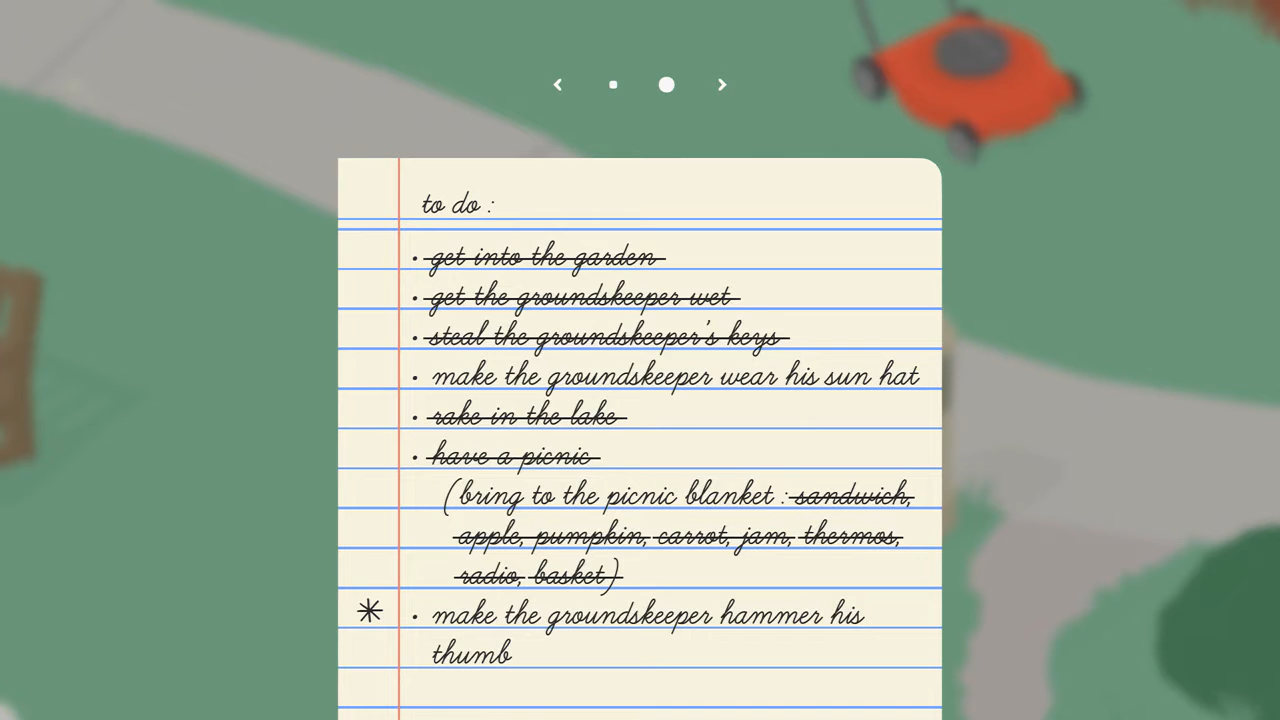 to do :
• get into the garden
• get the groundskeeper wet
• steal the groundskeeper's keys
• make the groundskeeper wear his sun hat
• rake in the lake
• have a picnic
(bring to the picnic blanket : sandwich,
apple, pumpkin, carrot, jam, thermos,
radio, basket)
• make the groundskeeper hammer his
thumb